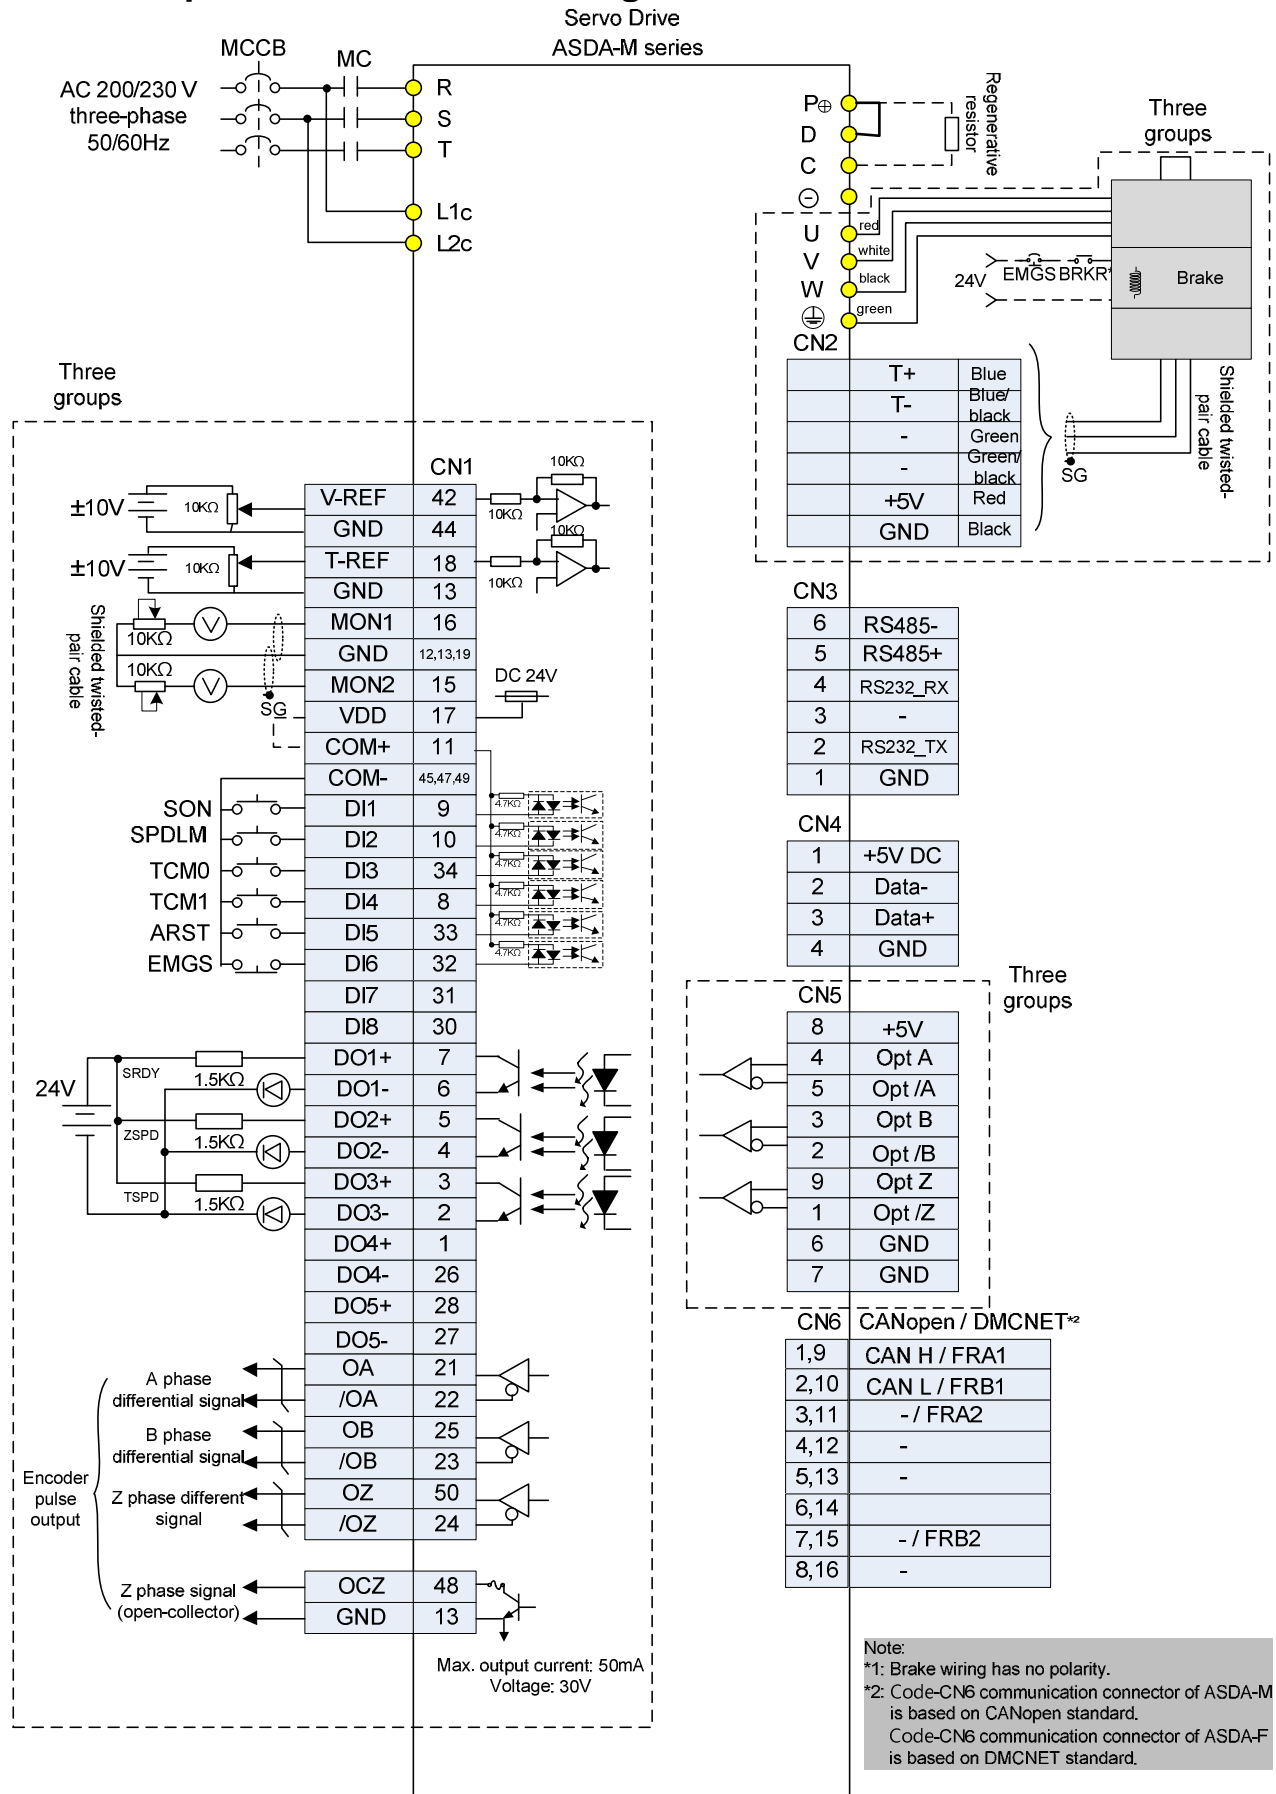 Servo Drive
ASDA-M series
MCCB
MC
AC 200/230 V
three-phase
50/60Hz
R
S
T
L1c
L2c
P⊕
D
C
⊖
U
V
W
red
white
black
green
Regenerative
resistor
Three
groups
24V
EMGS BRKR*
Brake
Shielded twisted-
pair cable
SG
CN2
T+ Blue
T- Blue/
black
- Green
- Green/
black
+5V Red
GND Black
Three
groups
CN1
±10V
10KΩ
V-REF 42
10KΩ
10KΩ
GND 44
±10V
10KΩ
T-REF 18
10KΩ
10KΩ
GND 13
Shielded twisted-
pair cable
10KΩ
V
MON1 16
GND 12,13,19
10KΩ
V
MON2 15
SG
DC 24V
VDD 17
COM+ 11
COM- 45,47,49
SON DI1 9 4.7KΩ
SPDLM DI2 10 4.7KΩ
TCM0 DI3 34 4.7KΩ
TCM1 DI4 8 4.7KΩ
ARST DI5 33 4.7KΩ
EMGS DI6 32 4.7KΩ
DI7 31
DI8 30
24V
SRDY
1.5KΩ
DO1+ 7
DO1- 6
ZSPD
1.5KΩ
DO2+ 5
DO2- 4
TSPD
1.5KΩ
DO3+ 3
DO3- 2
DO4+ 1
DO4- 26
DO5+ 28
DO5- 27
Encoder
pulse
output
A phase
differential signal
OA 21
/OA 22
B phase
differential signal
OB 25
/OB 23
Z phase different
signal
OZ 50
/OZ 24
Z phase signal
(open-collector)
OCZ 48
GND 13
Max. output current: 50mA
Voltage: 30V
CN3
6 RS485-
5 RS485+
4 RS232_RX
3 -
2 RS232_TX
1 GND
CN4
1 +5V DC
2 Data-
3 Data+
4 GND
Three
groups
CN5
8 +5V
4 Opt A
5 Opt /A
3 Opt B
2 Opt /B
9 Opt Z
1 Opt /Z
6 GND
7 GND
CN6 CANopen / DMCNET*2
1,9 CAN H / FRA1
2,10 CAN L / FRB1
3,11 - / FRA2
4,12 -
5,13 -
6,14
7,15 - / FRB2
8,16 -
Note:
*1: Brake wiring has no polarity.
*2: Code-CN6 communication connector of ASDA-M
is based on CANopen standard.
Code-CN6 communication connector of ASDA-F
is based on DMCNET standard.